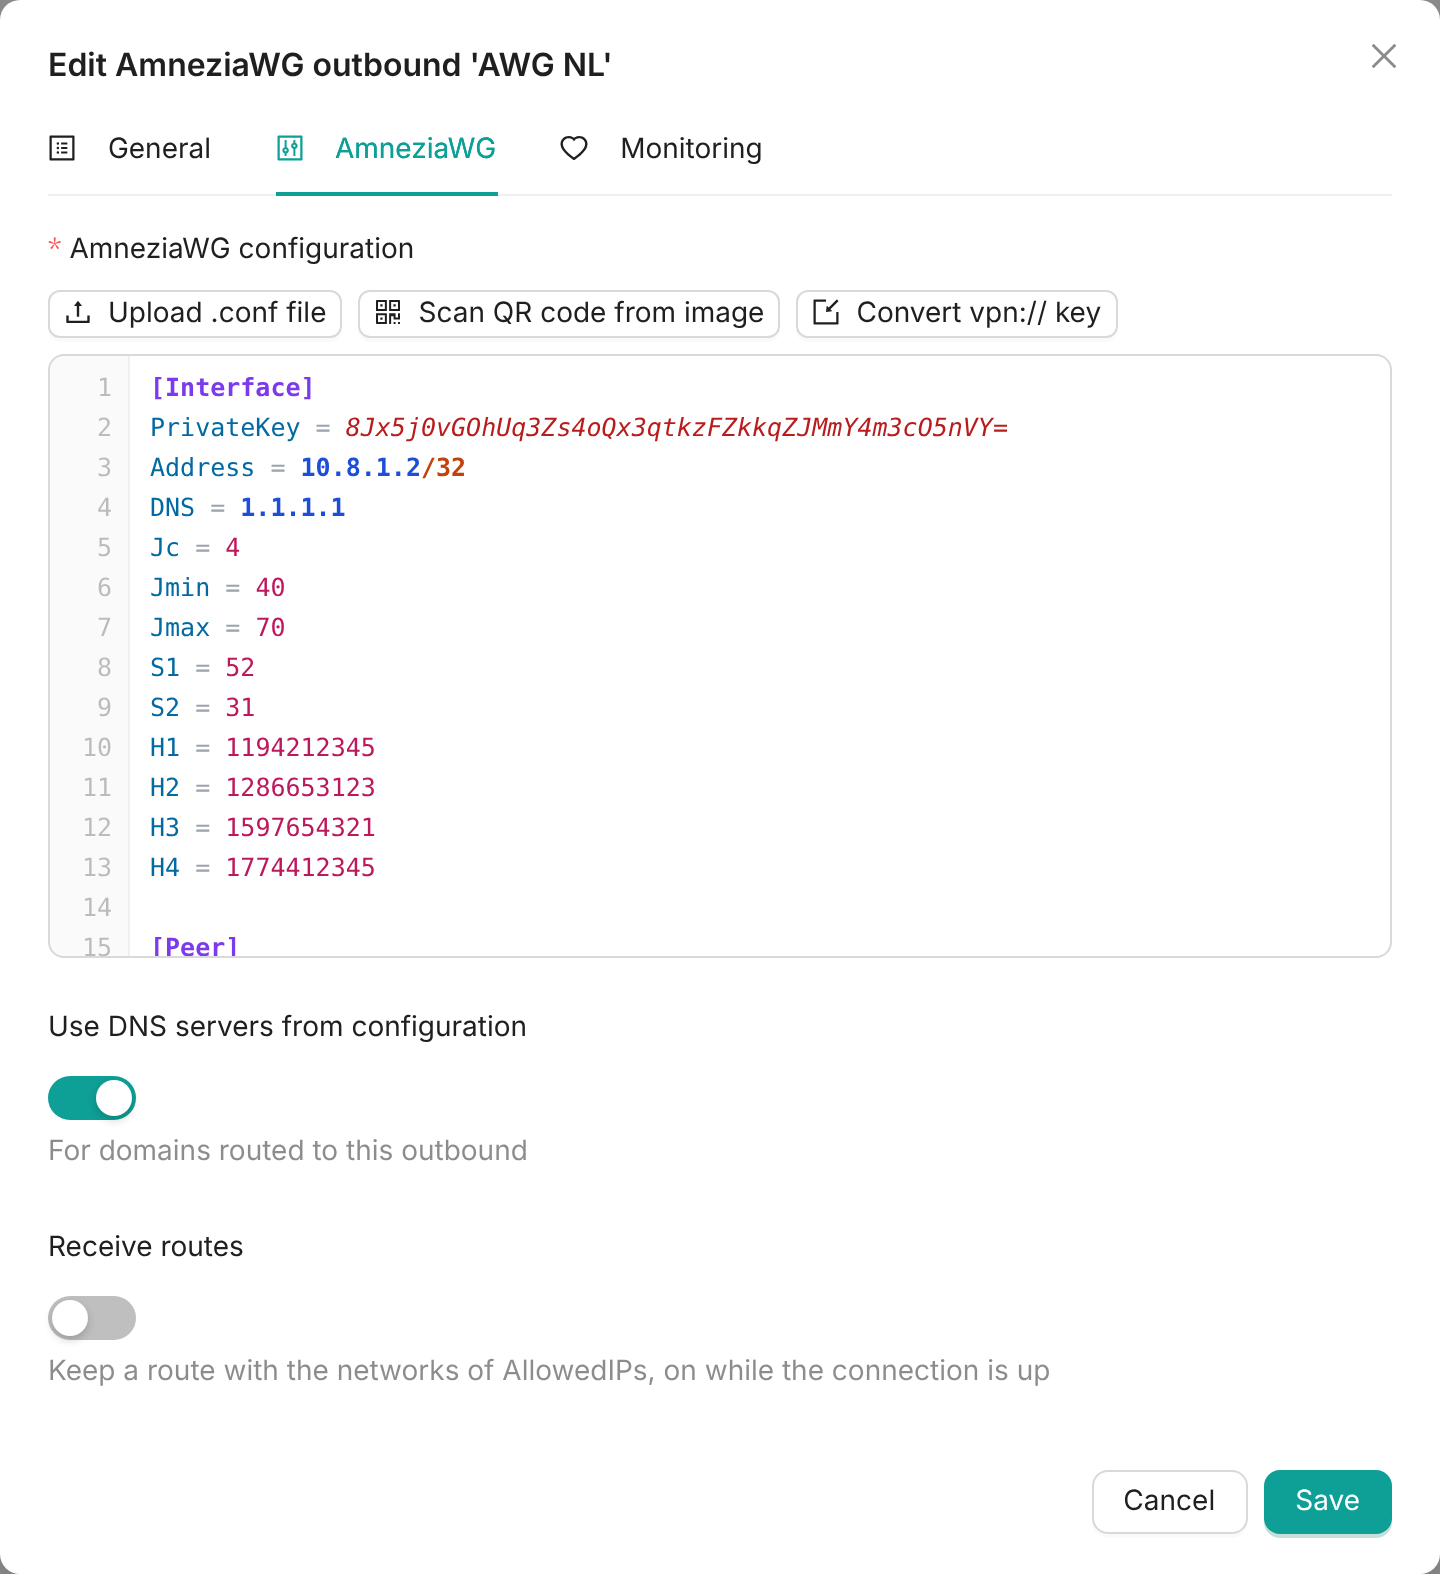 Edit AmneziaWG outbound 'AWG NL'
General
AmneziaWG
Monitoring
* AmneziaWG configuration
Upload .conf file
Scan QR code from image
Convert vpn:// key
1 [Interface]
2 PrivateKey = 8Jx5j0vGOhUq3Zs4oQx3qtkzFZkkqZJMmY4m3cO5nVY=
3 Address = 10.8.1.2/32
4 DNS = 1.1.1.1
5 Jc = 4
6 Jmin = 40
7 Jmax = 70
8 S1 = 52
9 S2 = 31
10 H1 = 1194212345
11 H2 = 1286653123
12 H3 = 1597654321
13 H4 = 1774412345
14
15 [Peer]
Use DNS servers from configuration
For domains routed to this outbound
Receive routes
Keep a route with the networks of AllowedIPs, on while the connection is up
Cancel
Save